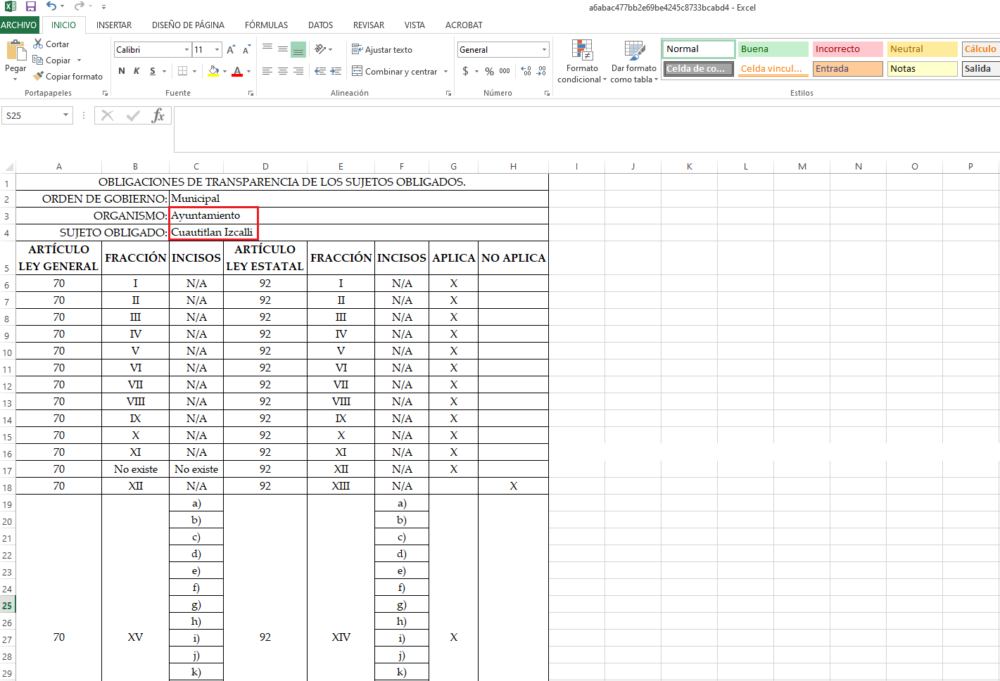 a6abac477bb2e69be4245c8733bcabd4 - Excel
ARCHIVO INICIO INSERTAR DISEÑO DE PÁGINA FÓRMULAS DATOS REVISAR VISTA ACROBAT
Pegar
Cortar
Copiar
Copiar formato
Portapapeles
Calibri 11
N K S
Fuente
Ajustar texto
Combinar y centrar
Alineación
General
$ % 000
Número
Formato condicional
Dar formato como tabla
Normal Buena Incorrecto Neutral Cálculo
Celda de co... Celda vincul... Entrada Notas Salida
Estilos
S25 fx
A B C D E F G H I J K L M N O P
1 OBLIGACIONES DE TRANSPARENCIA DE LOS SUJETOS OBLIGADOS.
2 ORDEN DE GOBIERNO: Municipal
3 ORGANISMO: Ayuntamiento
4 SUJETO OBLIGADO: Cuautitlan Izcalli
5 ARTÍCULO LEY GENERAL FRACCIÓN INCISOS ARTÍCULO LEY ESTATAL FRACCIÓN INCISOS APLICA NO APLICA
6 70 I N/A 92 I N/A X
7 70 II N/A 92 II N/A X
8 70 III N/A 92 III N/A X
9 70 IV N/A 92 IV N/A X
10 70 V N/A 92 V N/A X
11 70 VI N/A 92 VI N/A X
12 70 VII N/A 92 VII N/A X
13 70 VIII N/A 92 VIII N/A X
14 70 IX N/A 92 IX N/A X
15 70 X N/A 92 X N/A X
16 70 XI N/A 92 XI N/A X
17 70 No existe No existe 92 XII N/A X
18 70 XII N/A 92 XIII N/A X
19 a) a)
20 b) b)
21 c) c)
22 d) d)
23 e) e)
24 f) f)
25 g) g)
26 h) h)
27 70 XV i) 92 XIV i) X
28 j) j)
29 k) k)